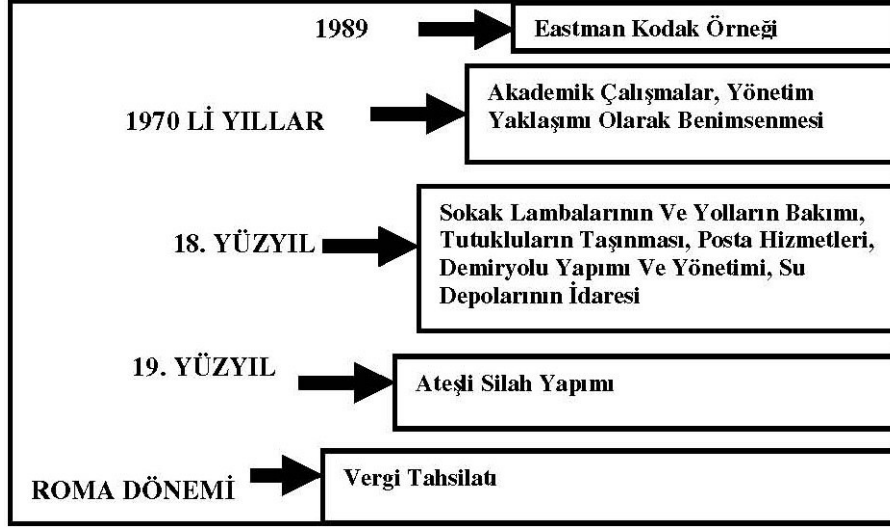 1989
Eastman Kodak Örneği
1970 Lİ YILLAR
Akademik Çalışmalar, Yönetim
Yaklaşımı Olarak Benimsenmesi
18. YÜZYIL
Sokak Lambalarının Ve Yolların Bakımı,
Tutukluların Taşınması, Posta Hizmetleri,
Demiryolu Yapımı Ve Yönetimi, Su
Depolarının İdaresi
19. YÜZYIL
Ateşli Silah Yapımı
ROMA DÖNEMİ
Vergi Tahsilatı